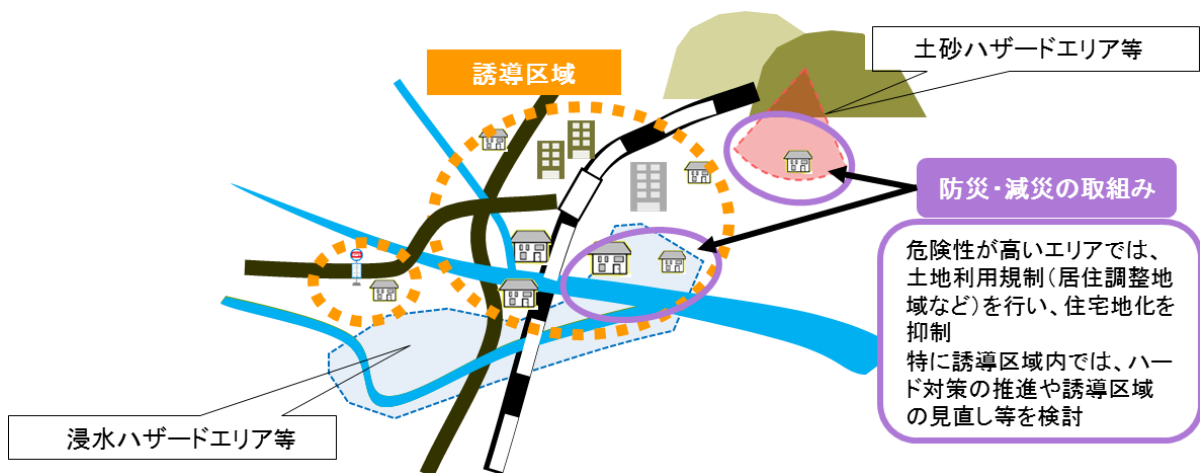 土砂ハザードエリア等
誘導区域
防災・減災の取組み
危険性が高いエリアでは、
土地利用規制(居住調整地
域など)を行い、住宅地化を
抑制
特に誘導区域内では、ハー
ド対策の推進や誘導区域
の見直し等を検討
浸水ハザードエリア等